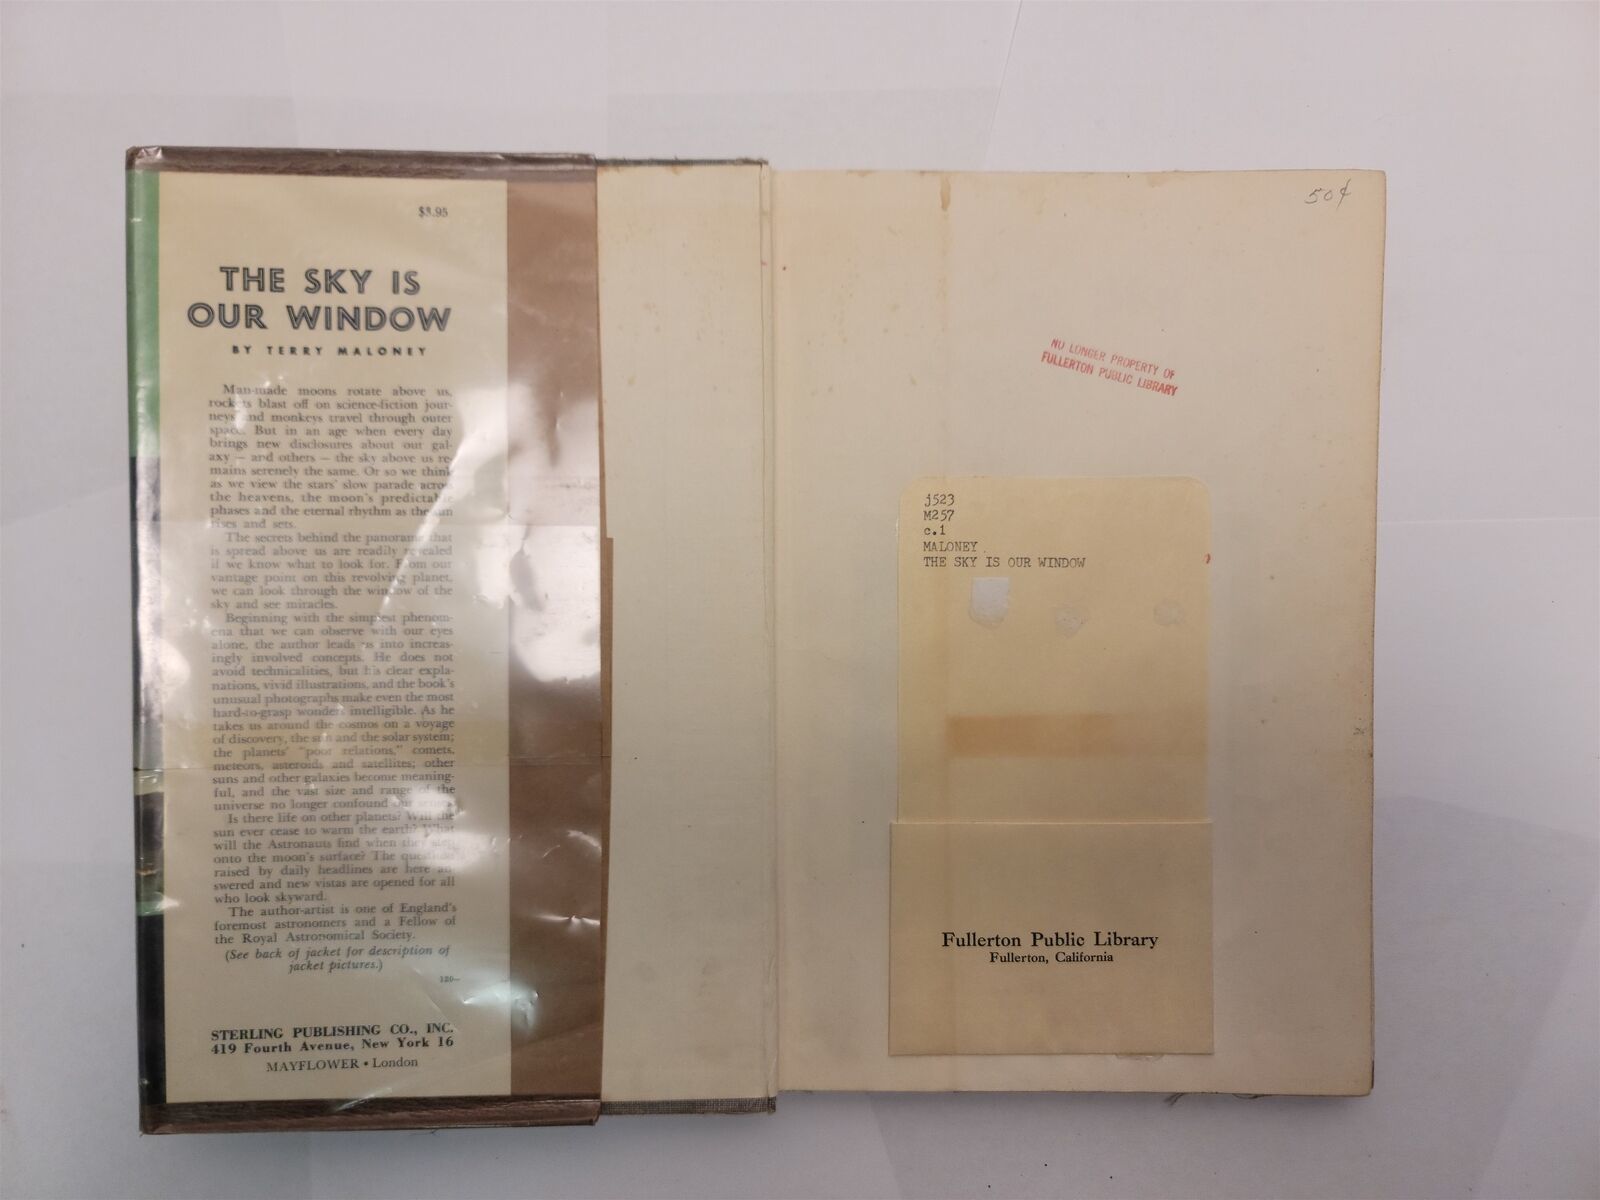 $3.95
THE SKY IS
OUR WINDOW
BY TERRY MALONEY
Man-made moons rotate above us,
rockets blast off on science-fiction jour-
neys and monkeys travel through outer
space. But in an age when every day
brings new disclosures about our gal-
axy — and others — the sky above us re-
mains serenely the same. Or so we think
as we view the stars' slow parade across
the heavens, the moon's predictable
phases and the eternal rhythm as the sun
rises and sets.
The secrets behind the panorama that
is spread above us are readily revealed
if we know what to look for. From our
vantage point on this revolving planet,
we can look through the window of the
sky and see miracles.
Beginning with the simplest phenom-
ena that we can observe with our eyes
alone, the author leads us into increas-
ingly involved concepts. He does not
avoid technicalities, but his clear expla-
nations, vivid illustrations, and the book's
unusual photographs make even the most
hard-to-grasp wonders intelligible. As he
takes us around the cosmos on a voyage
of discovery, the sun and the solar system;
the planets' "poor relations," comets,
meteors, asteroids and satellites; other
suns and other galaxies become meaning-
ful, and the vast size and range of the
universe no longer confound our senses.
Is there life on other planets? Will the
sun ever cease to warm the earth? What
will the Astronauts find when they step
onto the moon's surface? The questions
raised by daily headlines are here an-
swered and new vistas are opened for all
who look skyward.
The author-artist is one of England's
foremost astronomers and a Fellow of
the Royal Astronomical Society.
(See back of jacket for description of
jacket pictures.)
120—
STERLING PUBLISHING CO., INC.
419 Fourth Avenue, New York 16
MAYFLOWER • London
50¢
NO LONGER PROPERTY OF
FULLERTON PUBLIC LIBRARY
j523
M257
c.1
MALONEY
THE SKY IS OUR WINDOW
Fullerton Public Library
Fullerton, California